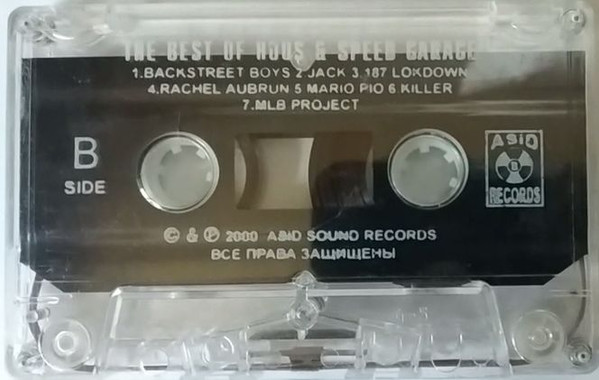 THE BEST OF HOUS & SPEED GARAGE
1.BACKSTREET BOYS 2 JACK 3.187 LOKDOWN
4.RACHEL AUBRUN 5 MARIO PIO 6 KILLER
7.MLB PROJECT
B
SIDE
ASiD
B
RECORDS
© & ℗ 2000 ASiD SOUND RECORDS
ВСЕ ПРАВА ЗАЩИЩЕНЫ